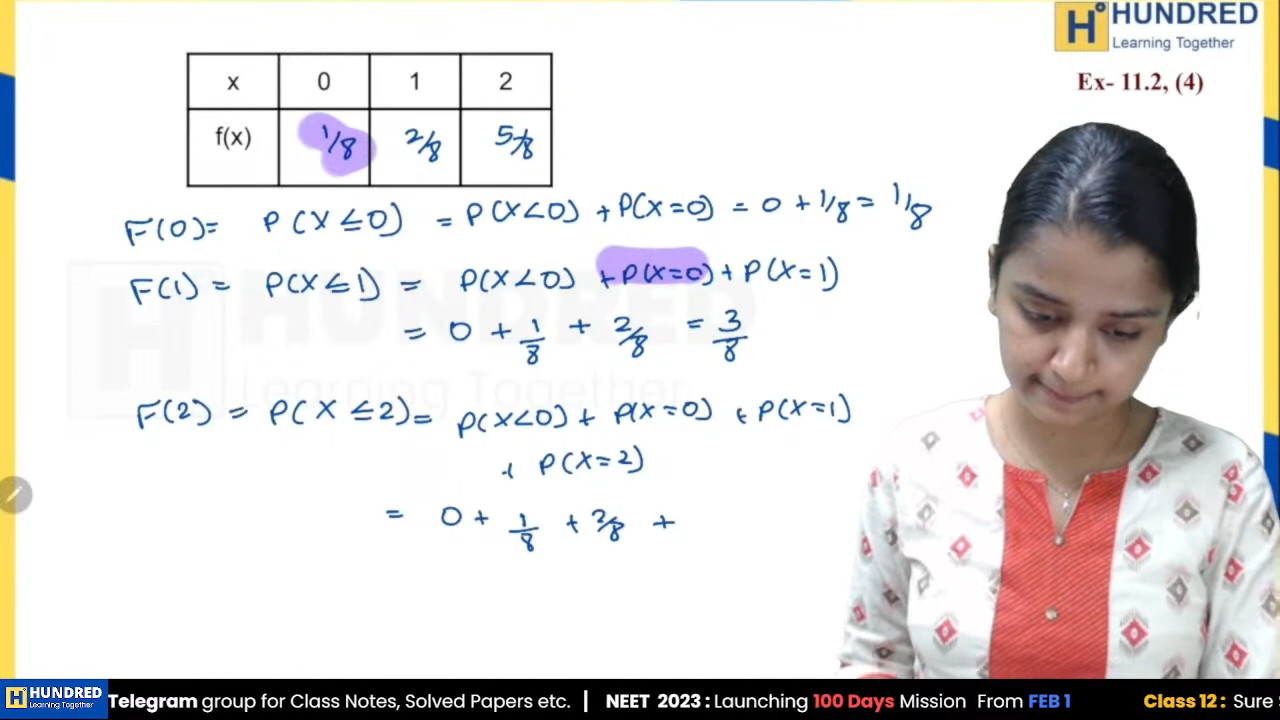 HUNDRED
Learning Together
Ex- 11.2, (4)
x 0 1 2
f(x) 1/8 2/8 5/8
F(0)= P(X≤0) = P(X<0) +P(X=0) = 0 + 1/8 = 1/8
F(1) = P(X≤1) = P(X<0) +P(X=0) + P(X=1)
= 0 + 1/8 + 2/8 = 3/8
HUNDRED
Learning Together
F(2) = P(X≤2)= P(X<0) + P(X=0) + P(X=1)
+ P(X=2)
= 0 + 1/8 + 2/8 +
HUNDRED
Learning Together
Telegram group for Class Notes, Solved Papers etc. | NEET 2023 : Launching 100 Days Mission From FEB 1 Class 12 : Sure